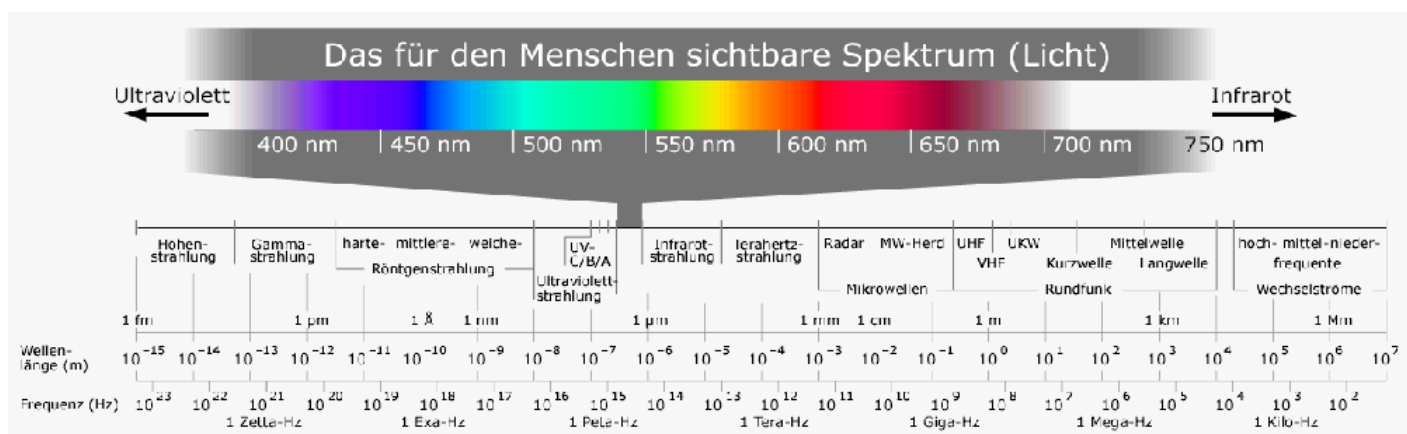 Das für den Menschen sichtbare Spektrum (Licht)
Ultraviolett
Infrarot
400 nm 450 nm 500 nm 550 nm 600 nm 650 nm 700 nm 750 nm
Höhen- Gamma- harte- mittlere- weiche- UV- Infrarot- Terahertz- Radar MW-Herd UHF UKW Mittelwelle hoch- mittel-nieder-
strahlung strahlung C/B/A strahlung strahlung VHF Kurzwelle Langwelle frequente
Röntgenstrahlung Ultraviolett- Mikrowellen Rundfunk Wechselströme
strahlung
1 fm 1 pm 1 Å 1 nm 1 µm 1 mm 1 cm 1 m 1 km 1 Mm
Wellen-
länge (m) 10⁻¹⁵ 10⁻¹⁴ 10⁻¹³ 10⁻¹² 10⁻¹¹ 10⁻¹⁰ 10⁻⁹ 10⁻⁸ 10⁻⁷ 10⁻⁶ 10⁻⁵ 10⁻⁴ 10⁻³ 10⁻² 10⁻¹ 10⁰ 10¹ 10² 10³ 10⁴ 10⁵ 10⁶ 10⁷
Frequenz (Hz) 10²³ 10²² 10²¹ 10²⁰ 10¹⁹ 10¹⁸ 10¹⁷ 10¹⁶ 10¹⁵ 10¹⁴ 10¹³ 10¹² 10¹¹ 10¹⁰ 10⁹ 10⁸ 10⁷ 10⁶ 10⁵ 10⁴ 10³ 10²
1 Zetta-Hz 1 Exa-Hz 1 Peta-Hz 1 Tera-Hz 1 Giga-Hz 1 Mega-Hz 1 Kilo-Hz